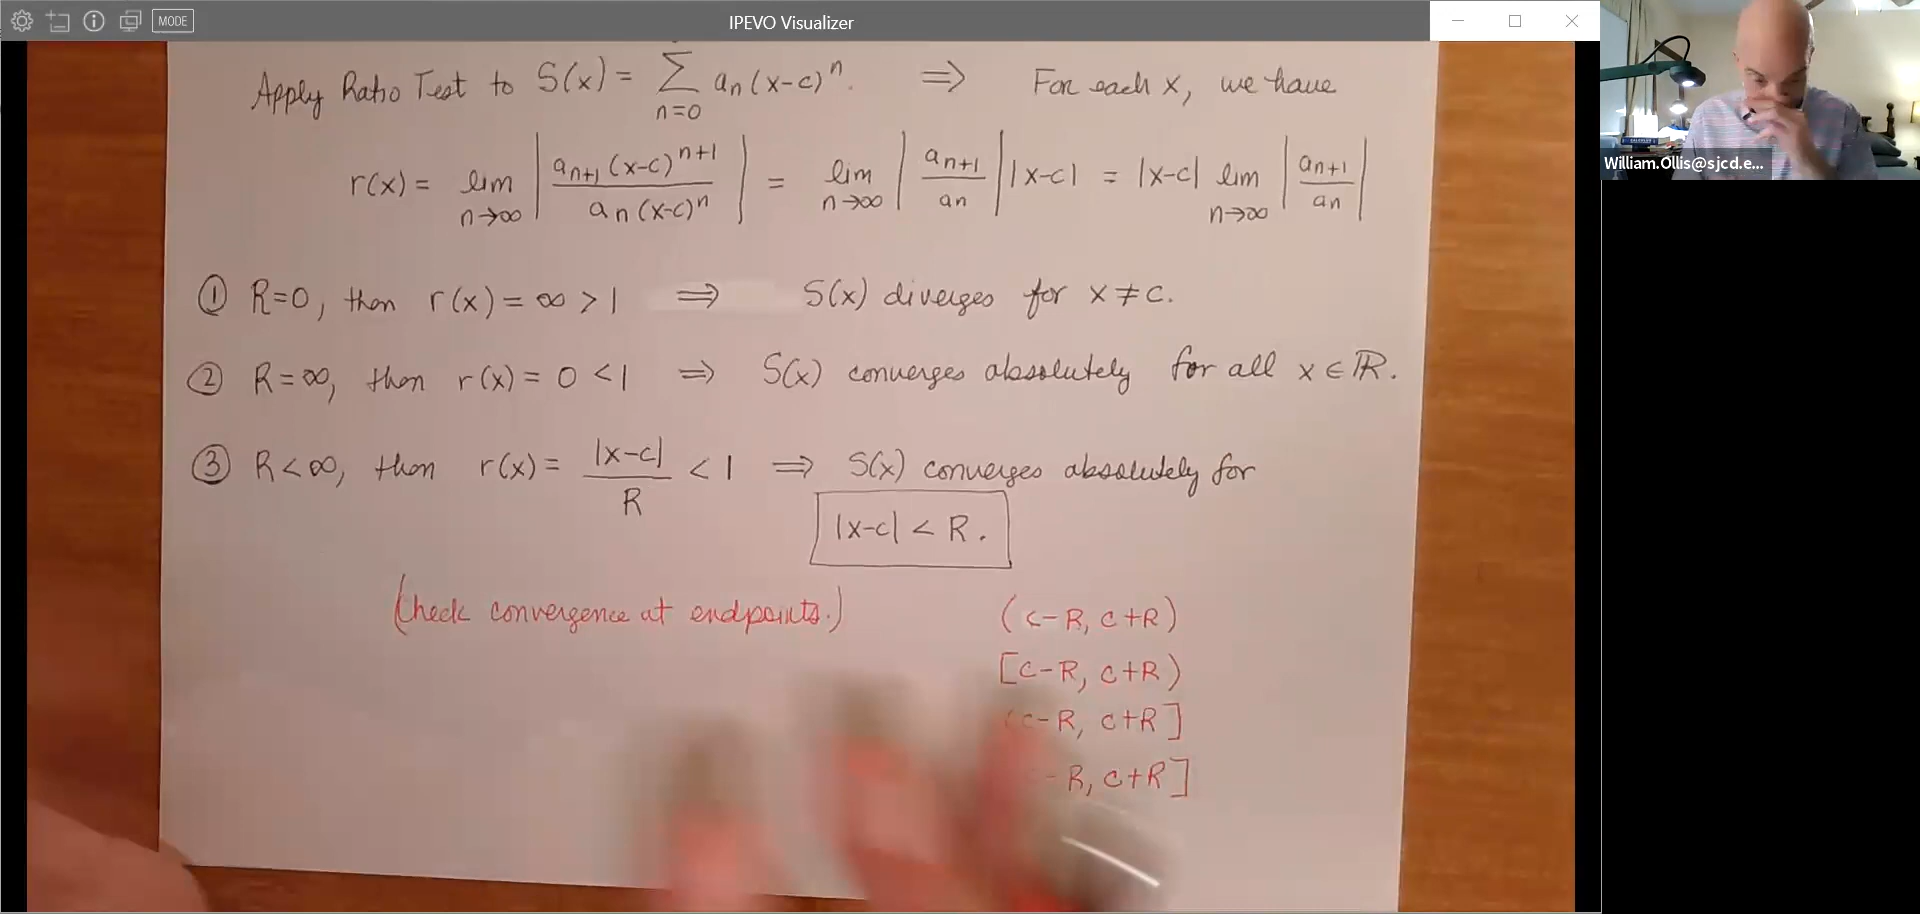 MODE
IPEVO Visualizer
Apply Ratio Test to S(x) = ∑ n=0 aₙ(x-c)ⁿ. ⟹ For each x, we have
r(x) = lim n→∞ | aₙ₊₁(x-c)ⁿ⁺¹ / aₙ(x-c)ⁿ | = lim n→∞ | aₙ₊₁ / aₙ | |x-c| = |x-c| lim n→∞ | aₙ₊₁ / aₙ |
William.Ollis@sjcd.e...
① R=0, then r(x) = ∞ > 1 ⟹ S(x) diverges for x ≠ c.
② R=∞, then r(x) = 0 < 1 ⟹ S(x) converges absolutely for all x ∈ ℝ.
③ R<∞, then r(x) = |x-c| / R < 1 ⟹ S(x) converges absolutely for
|x-c| < R.
(Check convergence at endpoints.) (c-R, c+R)
[c-R, c+R)
(c-R, c+R]
- R, c+R]